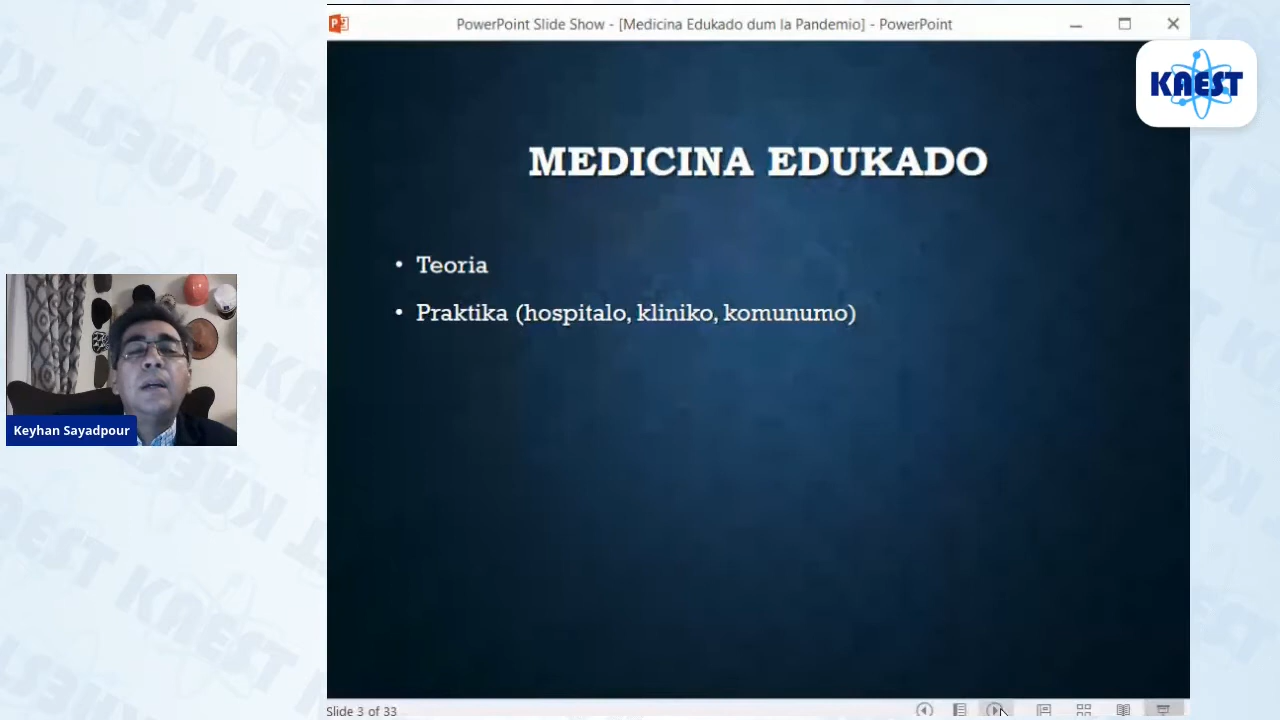 PowerPoint Slide Show - [Medicina Edukado dum la Pandemio] - PowerPoint
KAEST
MEDICINA EDUKADO
• Teoria
• Praktika (hospitalo, kliniko, komunumo)
Keyhan Sayadpour
Slide 3 of 33